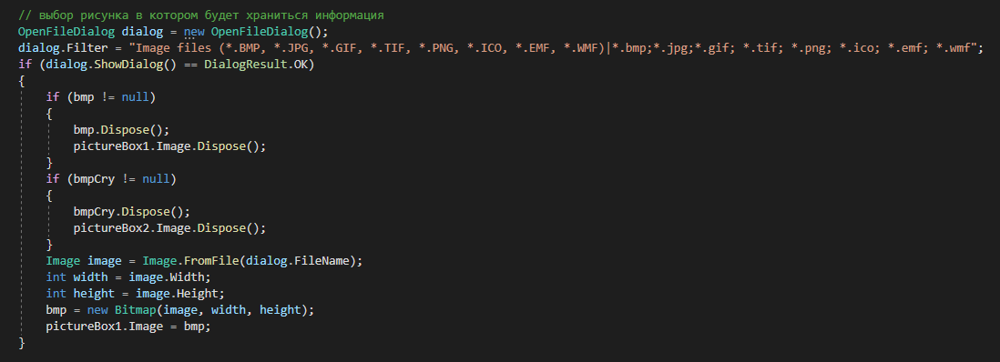 // выбор рисунка в котором будет храниться информация
OpenFileDialog dialog = new OpenFileDialog();
dialog.Filter = "Image files (*.BMP, *.JPG, *.GIF, *.TIF, *.PNG, *.ICO, *.EMF, *.WMF)|*.bmp;*.jpg;*.gif; *.tif; *.png; *.ico; *.emf; *.wmf";
if (dialog.ShowDialog() == DialogResult.OK)
{
    if (bmp != null)
    {
        bmp.Dispose();
        pictureBox1.Image.Dispose();
    }
    if (bmpCry != null)
    {
        bmpCry.Dispose();
        pictureBox2.Image.Dispose();
    }
    Image image = Image.FromFile(dialog.FileName);
    int width = image.Width;
    int height = image.Height;
    bmp = new Bitmap(image, width, height);
    pictureBox1.Image = bmp;
}